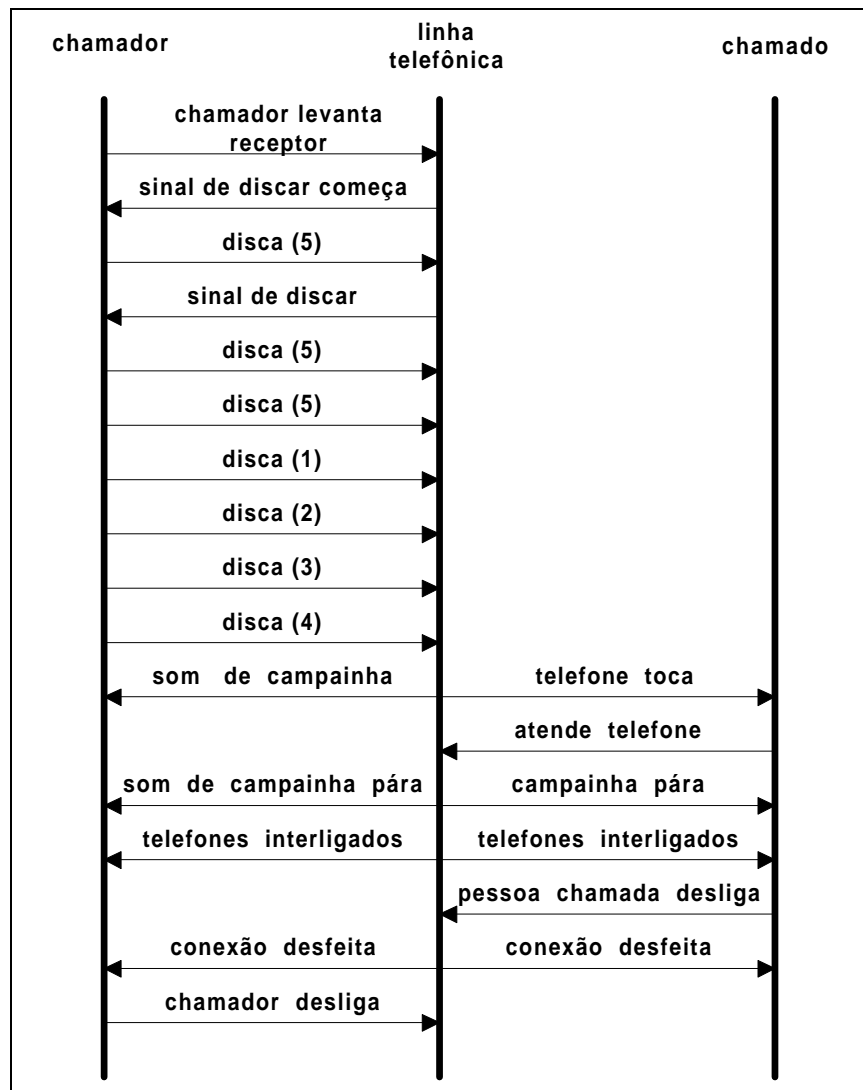 chamador
linha
telefônica
chamado
chamador levanta
receptor
sinal de discar começa
disca (5)
sinal de discar
disca (5)
disca (5)
disca (1)
disca (2)
disca (3)
disca (4)
som de campainha
telefone toca
atende telefone
som de campainha pára
campainha pára
telefones interligados
telefones interligados
pessoa chamada desliga
conexão desfeita
conexão desfeita
chamador desliga